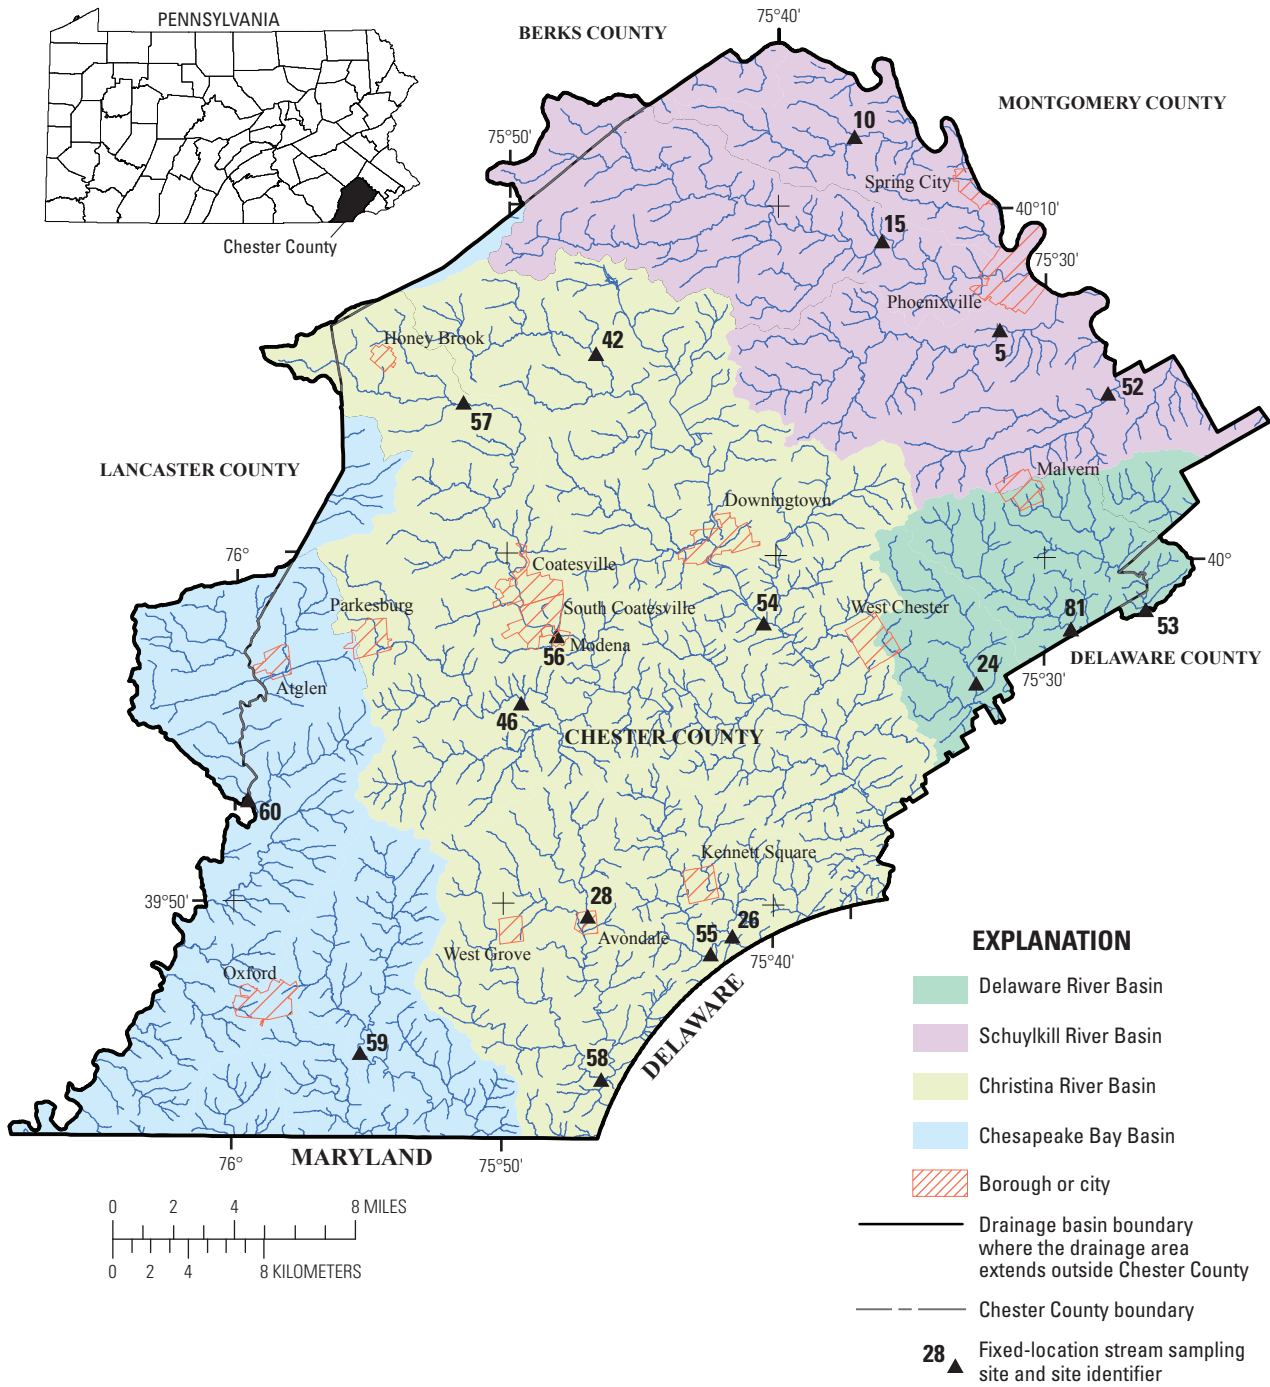 PENNSYLVANIA
Chester County
BERKS COUNTY
75°40'
MONTGOMERY COUNTY
75°50'
10
Spring City
40°10'
15
75°30'
Phoenixville
5
Honey Brook
42
52
57
LANCASTER COUNTY
Malvern
Downingtown
76°
40°
Coatesville
Parkesburg
South Coatesville
54
West Chester
81
53
56
Modena
DELAWARE COUNTY
24
75°30'
Atglen
46
CHESTER COUNTY
60
Kennett Square
39°50'
28
26
Avondale
55
West Grove
75°40'
Oxford
DELAWARE
59
58
76°
MARYLAND
75°50'
0 2 4 8 MILES
0 2 4 8 KILOMETERS
EXPLANATION
Delaware River Basin
Schuylkill River Basin
Christina River Basin
Chesapeake Bay Basin
Borough or city
Drainage basin boundary
where the drainage area
extends outside Chester County
Chester County boundary
28 Fixed-location stream sampling
site and site identifier